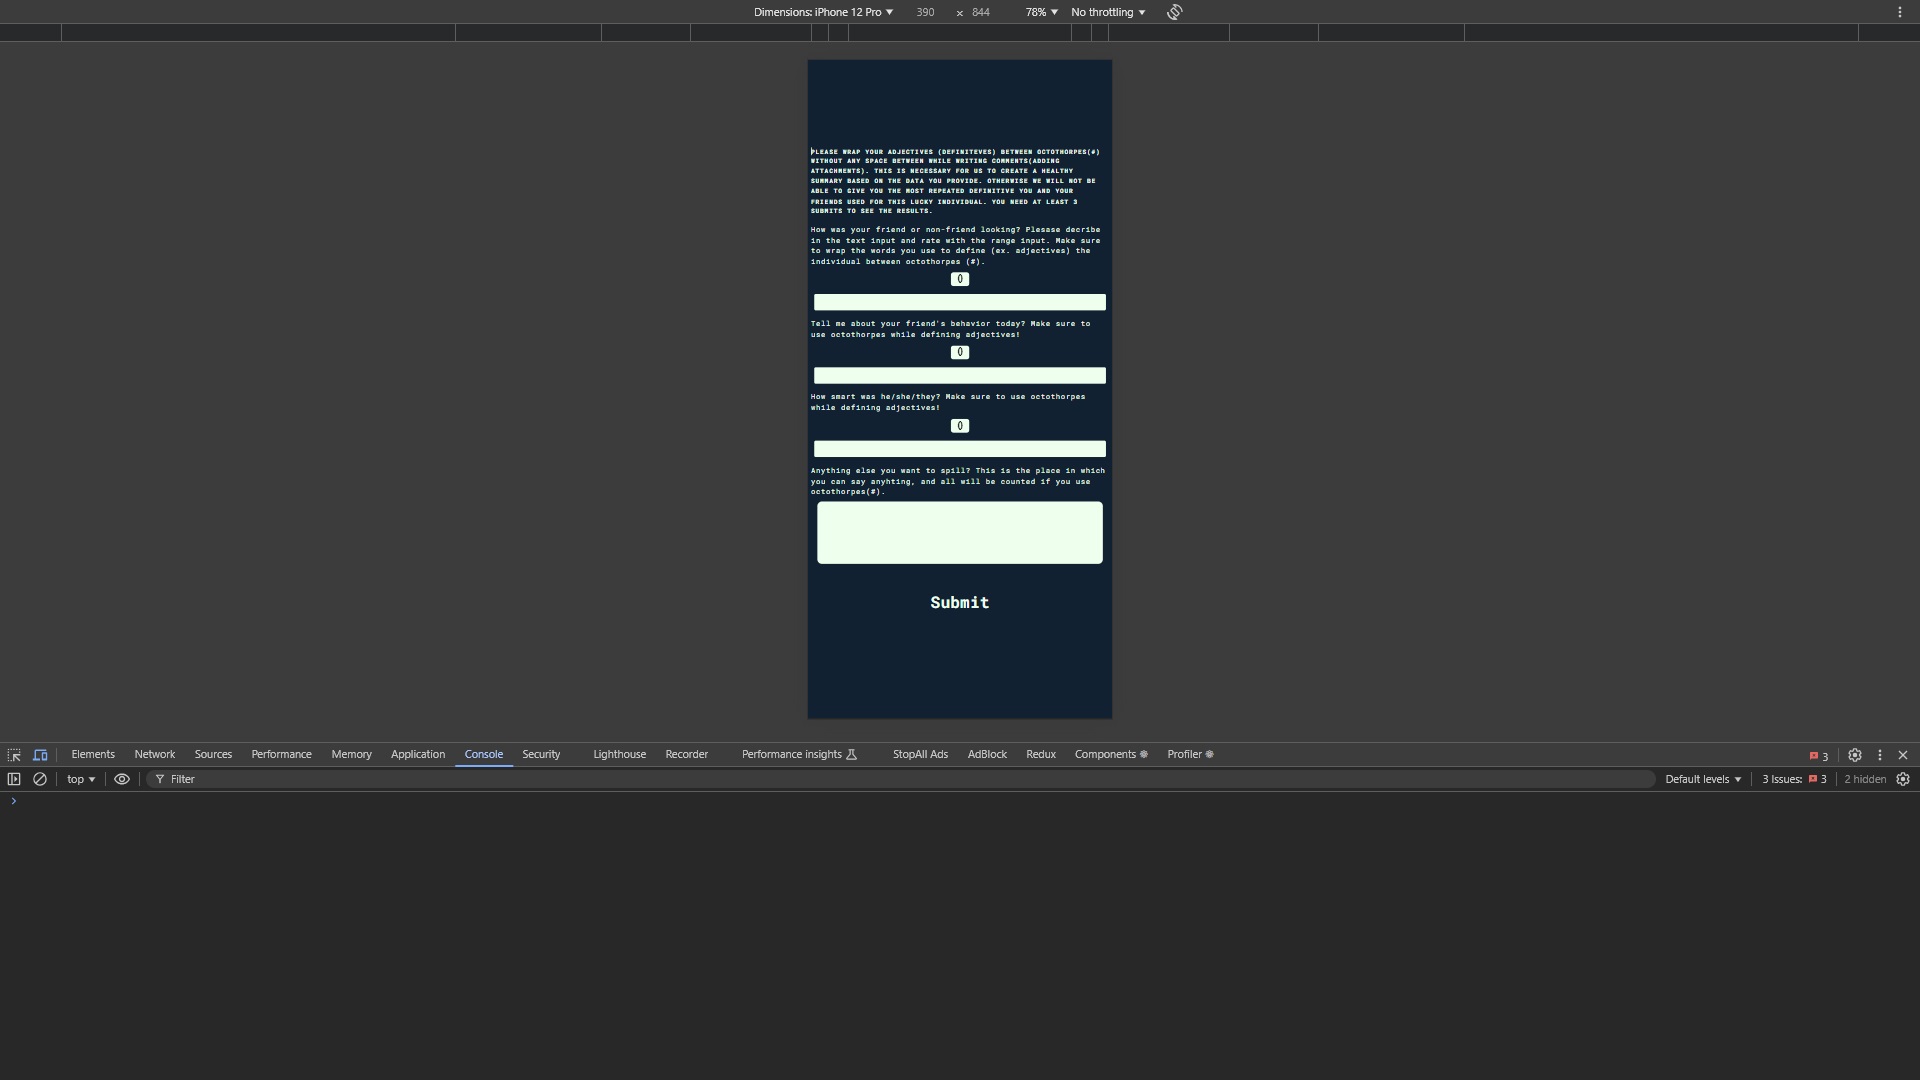 Dimensions: iPhone 12 Pro 390 × 844 78% No throttling
PLEASE WRAP YOUR ADJECTIVES (DEFINITEVES) BETWEEN OCTOTHORPES(#)
WITHOUT ANY SPACE BETWEEN WHILE WRITING COMMENTS(ADDING
ATTACHMENTS). THIS IS NECESSARY FOR US TO CREATE A HEALTHY
SUMMARY BASED ON THE DATA YOU PROVIDE. OTHERWISE WE WILL NOT BE
ABLE TO GIVE YOU THE MOST REPEATED DEFINITIVE YOU AND YOUR
FRIENDS USED FOR THIS LUCKY INDIVIDUAL. YOU NEED AT LEAST 3
SUBMITS TO SEE THE RESULTS.
How was your friend or non-friend looking? Plesase decribe
in the text input and rate with the range input. Make sure
to wrap the words you use to define (ex. adjectives) the
individual between octothorpes (#).
0
Tell me about your friend's behavior today? Make sure to
use octothorpes while defining adjectives!
0
How smart was he/she/they? Make sure to use octothorpes
while defining adjectives!
0
Anything else you want to spill? This is the place in which
you can say anyhting, and all will be counted if you use
octothorpes(#).
Submit
Elements Network Sources Performance Memory Application Console Security Lighthouse Recorder Performance insights StopAll Ads AdBlock Redux Components Profiler 3
top Filter Default levels 3 Issues: 3 2 hidden